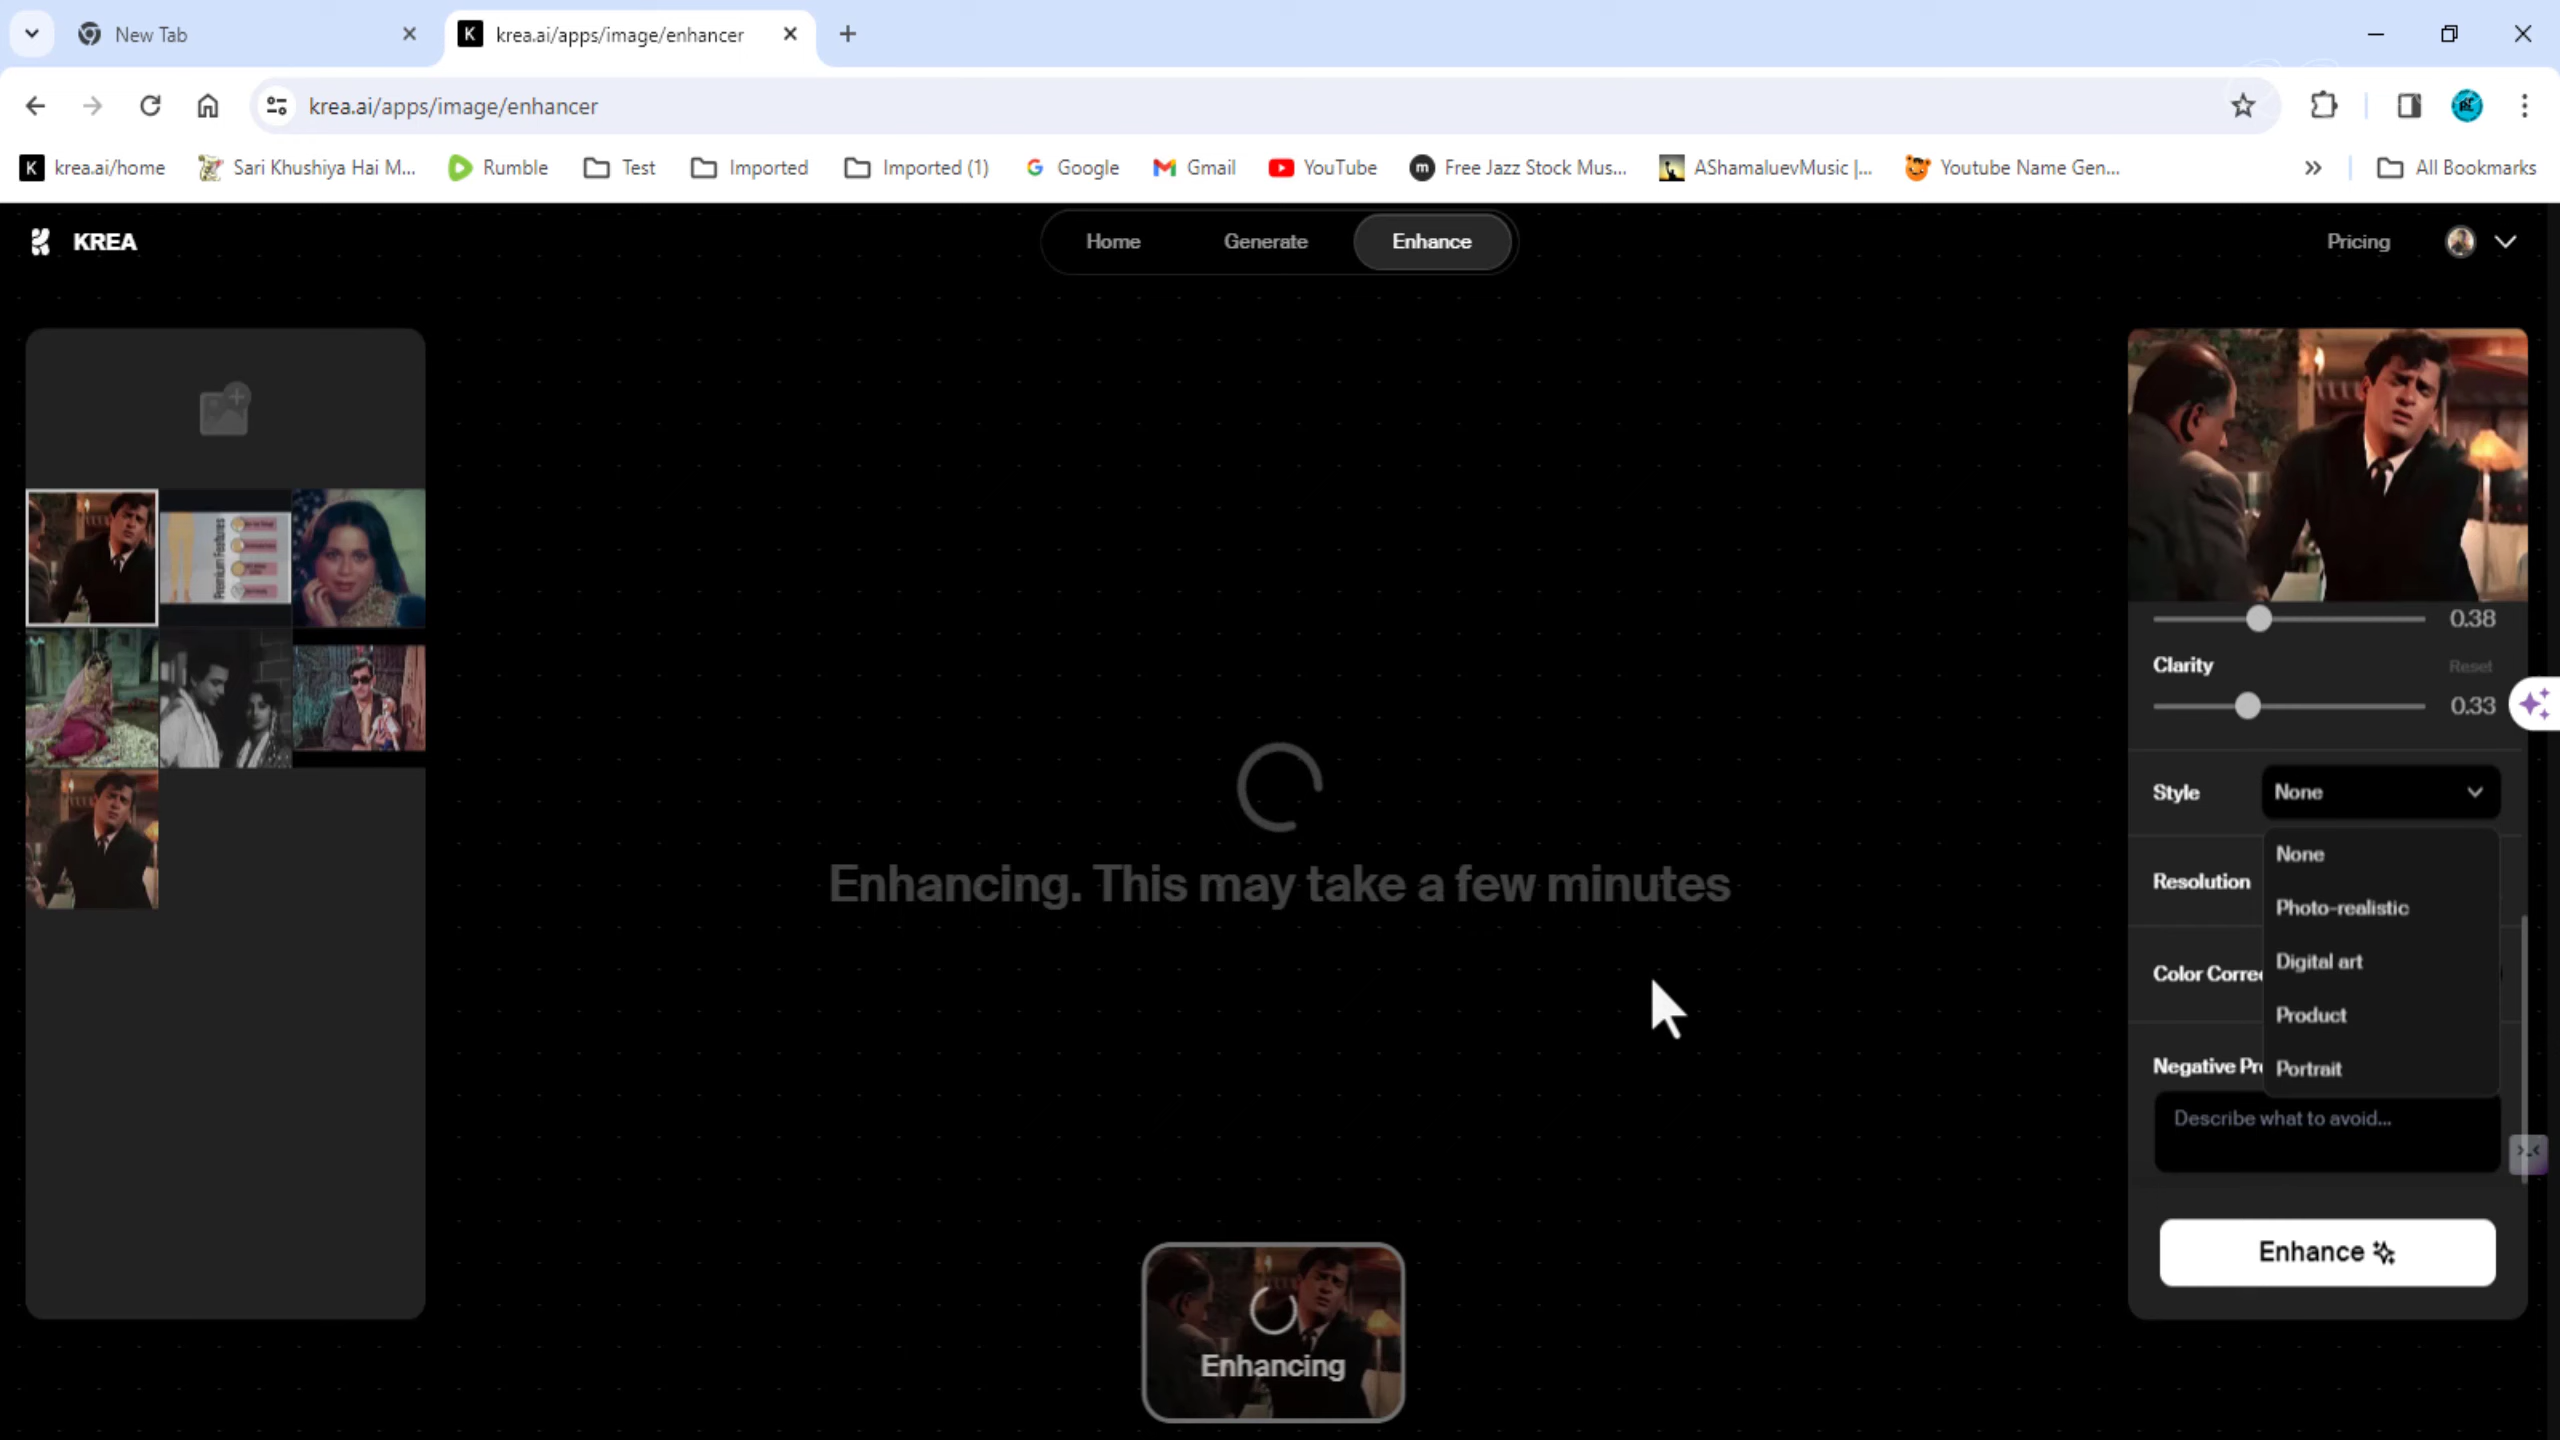 New Tab
krea.ai/apps/image/enhancer
krea.ai/apps/image/enhancer
krea.ai/home
Sari Khushiya Hai M...
Rumble
Test
Imported
Imported (1)
Google
Gmail
YouTube
Free Jazz Stock Mus...
AShamaluevMusic |...
Youtube Name Gen...
All Bookmarks
KREA
Home
Generate
Enhance
Pricing
Premium Features
0.38
Clarity
Reset
0.33
Style
None
None
Resolution
Photo-realistic
Digital art
Color Corre
Product
Negative Pr
Portrait
Describe what to avoid...
Enhance
Enhancing. This may take a few minutes
Enhancing